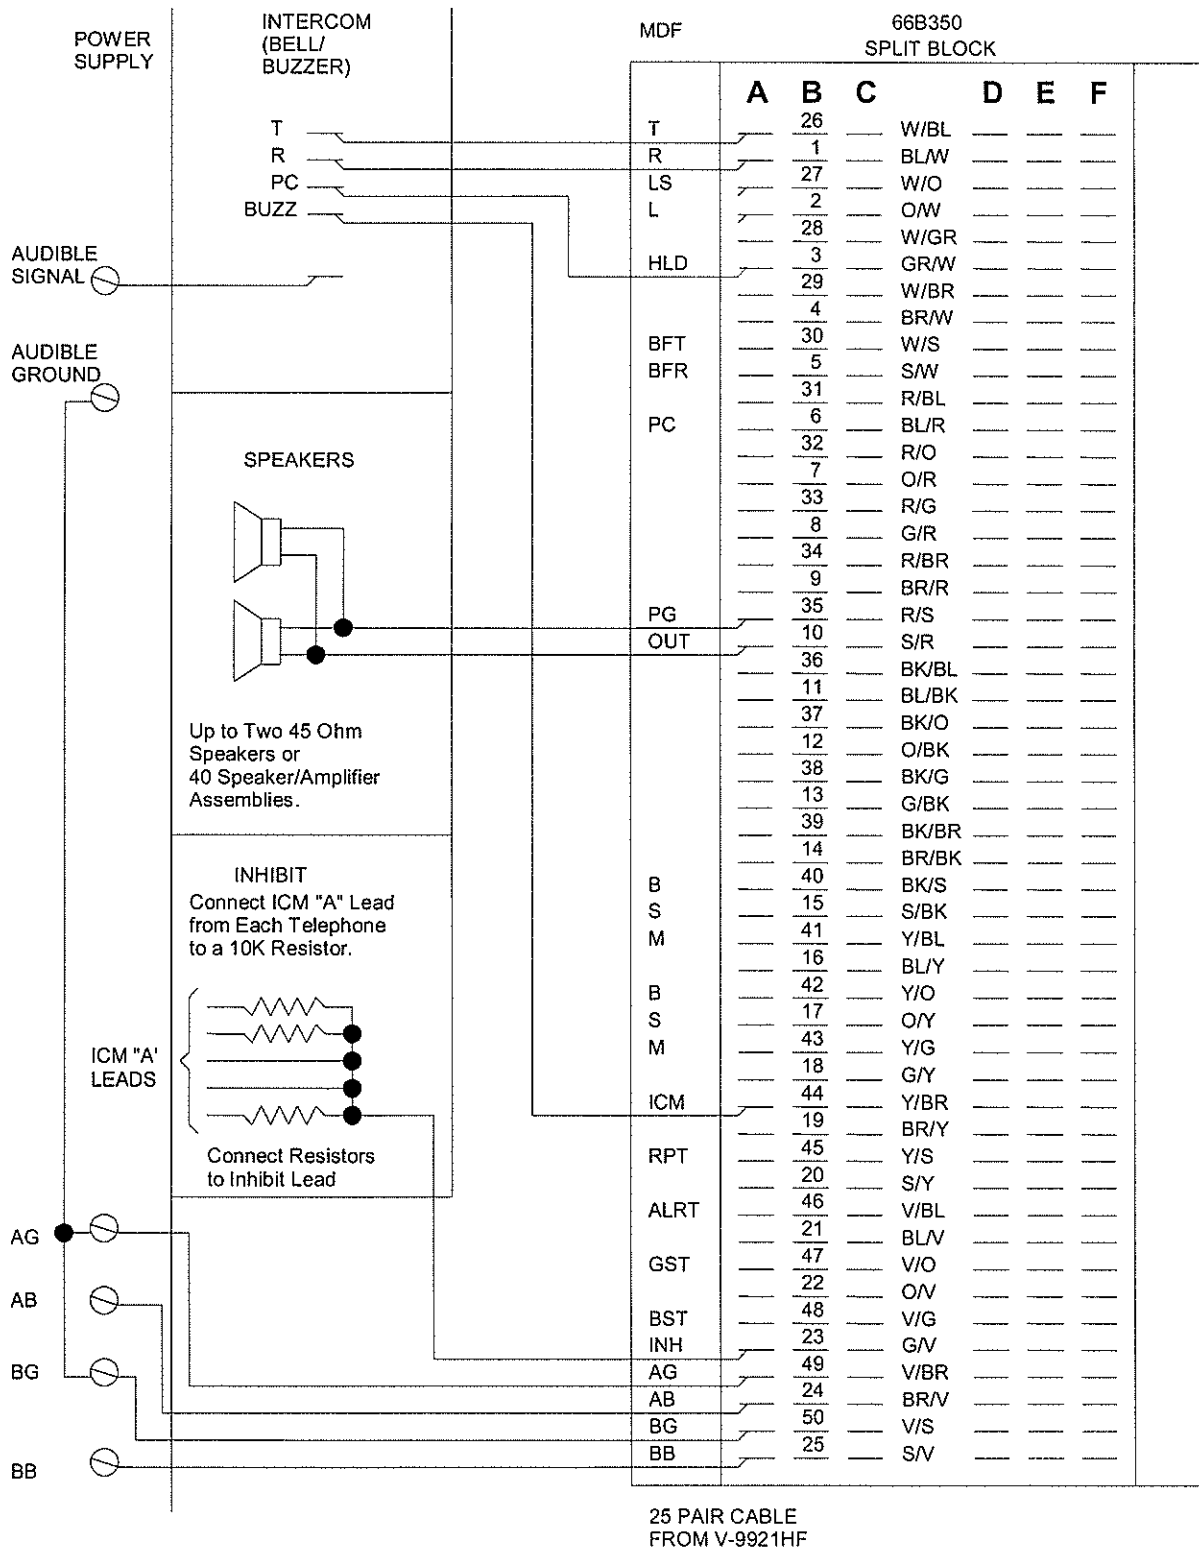 POWER
SUPPLY
INTERCOM
(BELL/
BUZZER)
T
R
PC
BUZZ
AUDIBLE
SIGNAL
AUDIBLE
GROUND
SPEAKERS
Up to Two 45 Ohm
Speakers or
40 Speaker/Amplifier
Assemblies.
INHIBIT
Connect ICM "A" Lead
from Each Telephone
to a 10K Resistor.
ICM "A'
LEADS
Connect Resistors
to Inhibit Lead
AG
AB
BG
BB
MDF
66B350
SPLIT BLOCK
A B C D E F
T 26 W/BL
R 1 BL/W
LS 27 W/O
L 2 O/W
28 W/GR
HLD 3 GR/W
29 W/BR
4 BR/W
BFT 30 W/S
BFR 5 S/W
31 R/BL
PC 6 BL/R
32 R/O
7 O/R
33 R/G
8 G/R
34 R/BR
9 BR/R
PG 35 R/S
OUT 10 S/R
36 BK/BL
11 BL/BK
37 BK/O
12 O/BK
38 BK/G
13 G/BK
39 BK/BR
14 BR/BK
B 40 BK/S
S 15 S/BK
M 41 Y/BL
16 BL/Y
B 42 Y/O
S 17 O/Y
M 43 Y/G
18 G/Y
ICM 44 Y/BR
19 BR/Y
RPT 45 Y/S
20 S/Y
ALRT 46 V/BL
21 BL/V
GST 47 V/O
22 O/V
BST 48 V/G
INH 23 G/V
AG 49 V/BR
AB 24 BR/V
BG 50 V/S
BB 25 S/V
25 PAIR CABLE
FROM V-9921HF